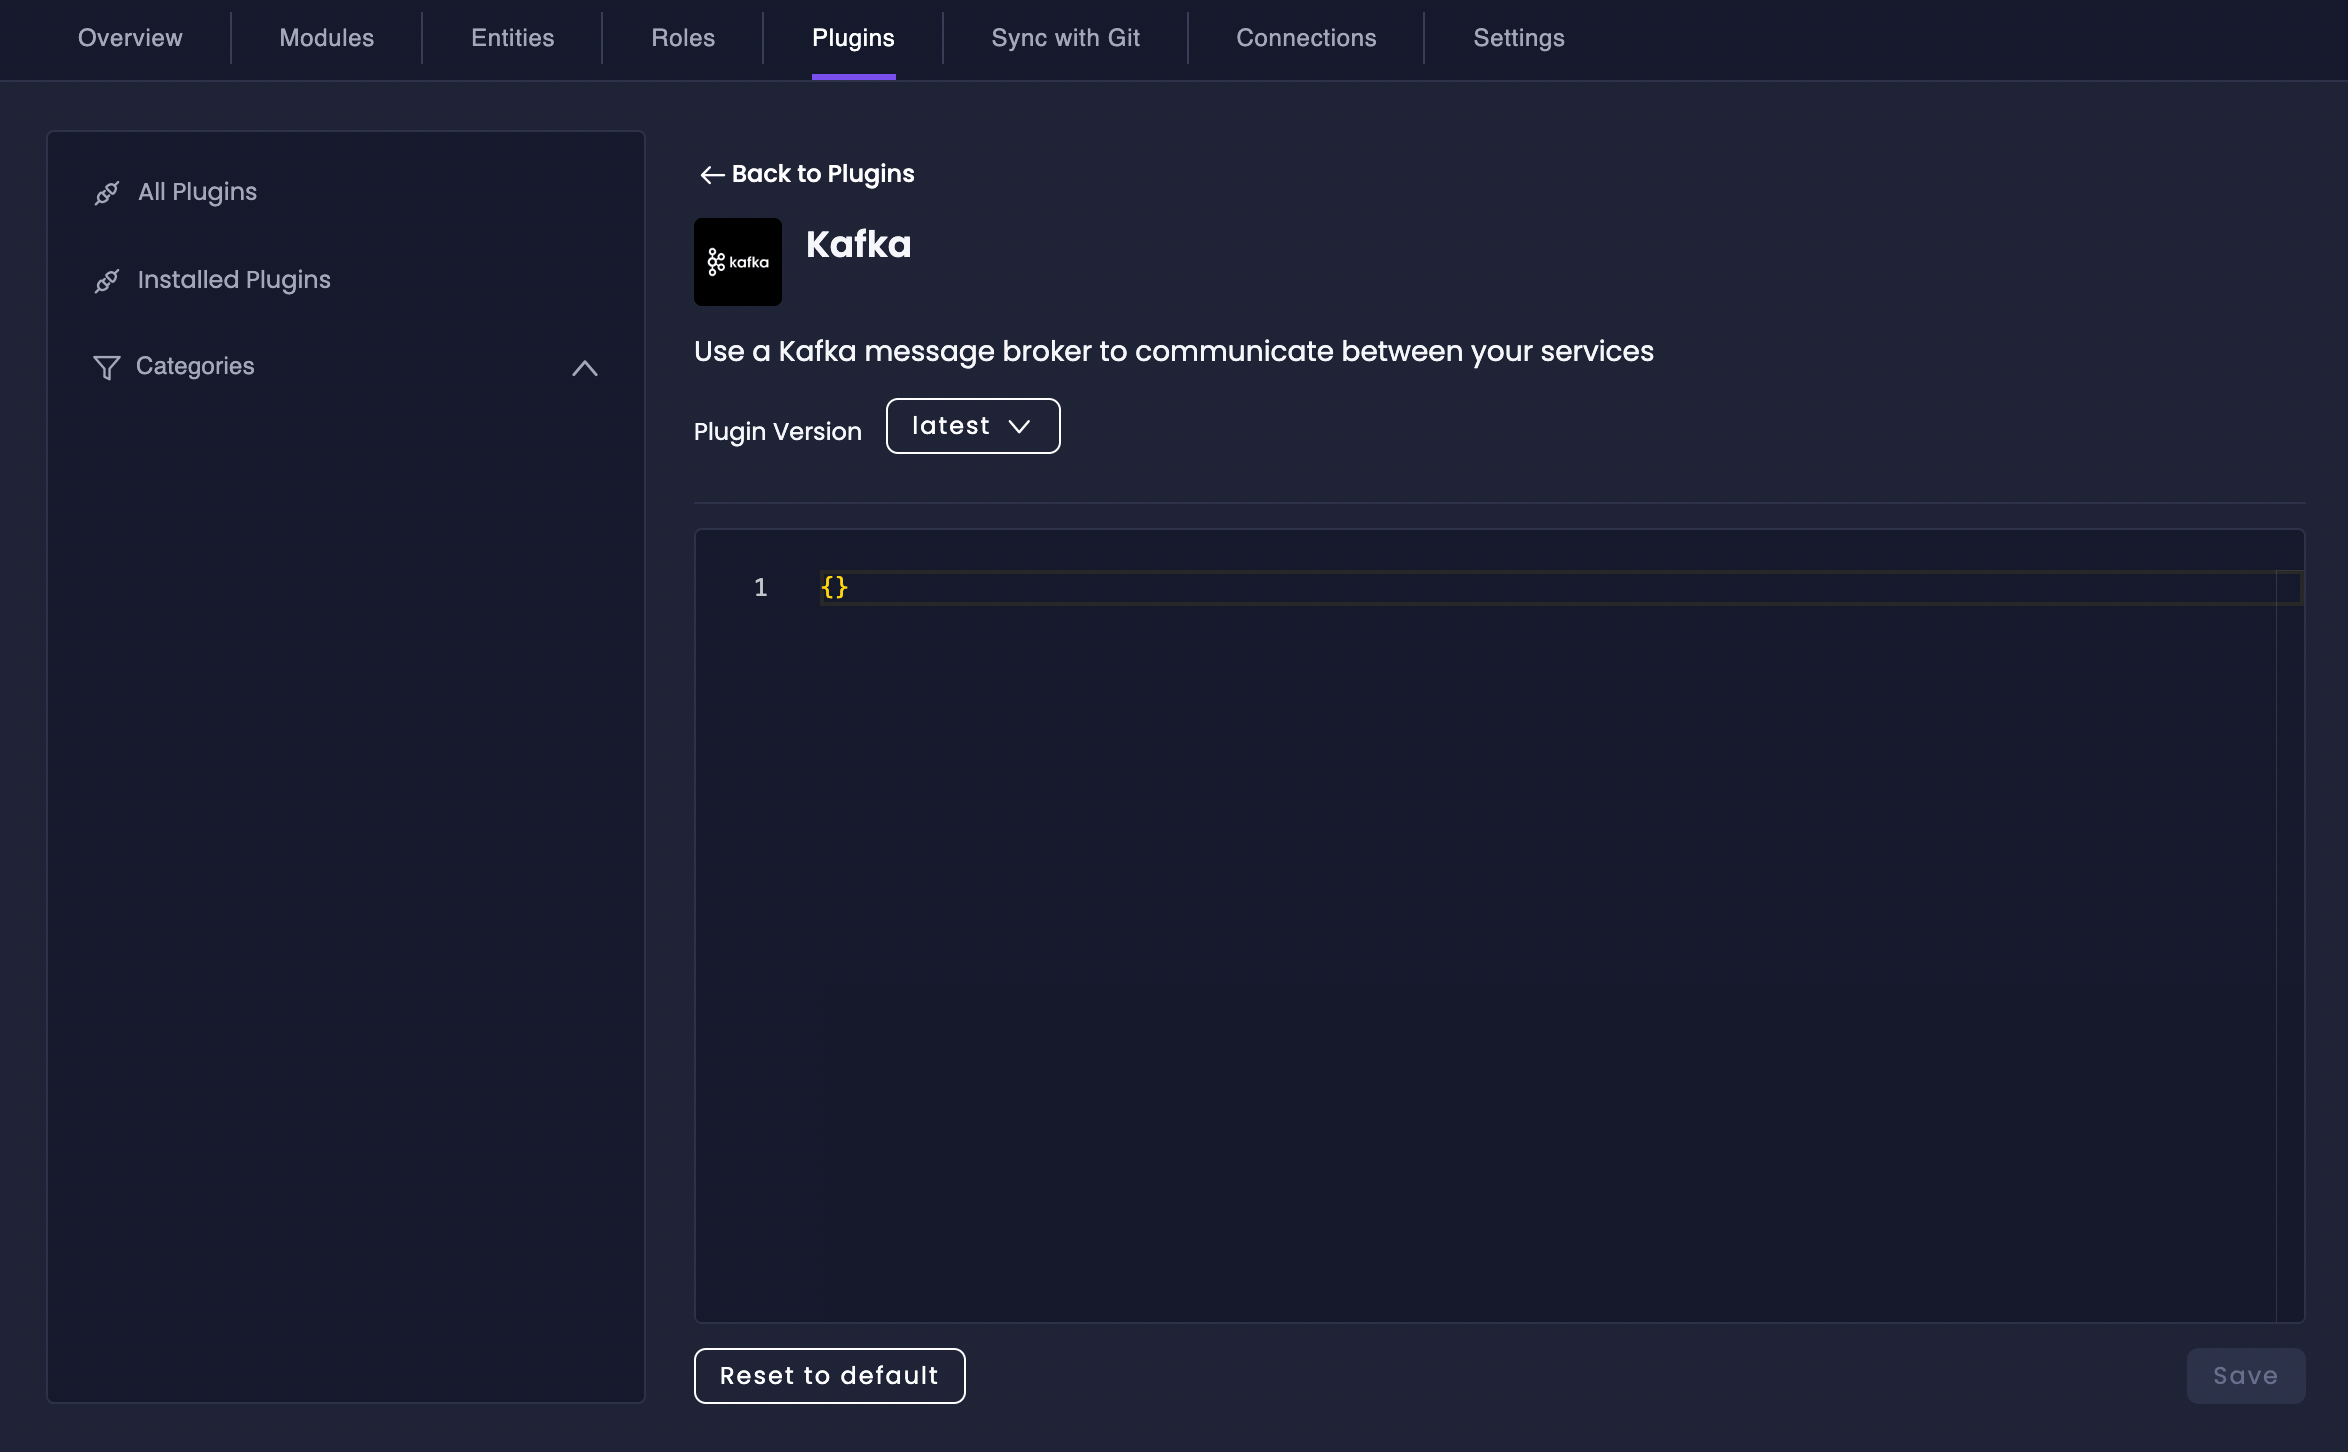 Overview
Modules
Entities
Roles
Plugins
Sync with Git
Connections
Settings
All Plugins
Installed Plugins
Categories
Back to Plugins
kafka
Kafka
Use a Kafka message broker to communicate between your services
Plugin Version
latest
1 {}
Reset to default
Save